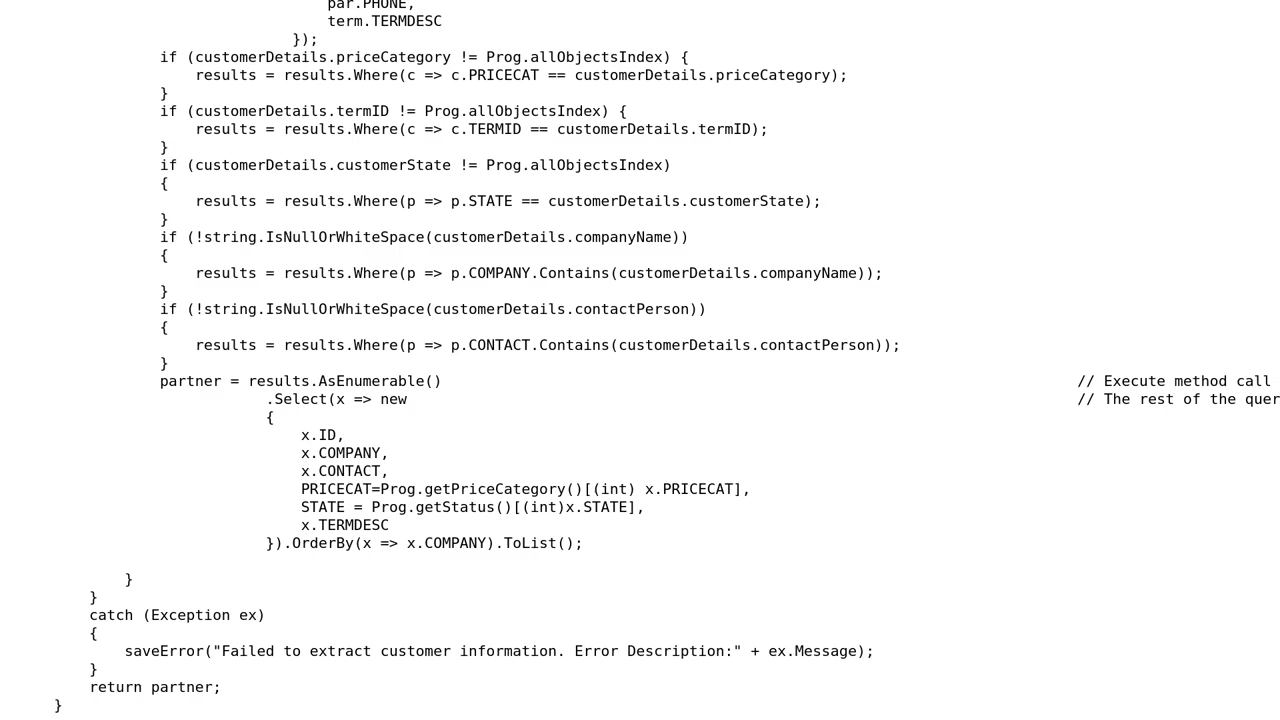 par.PHONE,
term.TERMDESC
});
if (customerDetails.priceCategory != Prog.allObjectsIndex) {
results = results.Where(c => c.PRICECAT == customerDetails.priceCategory);
}
if (customerDetails.termID != Prog.allObjectsIndex) {
results = results.Where(c => c.TERMID == customerDetails.termID);
}
if (customerDetails.customerState != Prog.allObjectsIndex)
{
results = results.Where(p => p.STATE == customerDetails.customerState);
}
if (!string.IsNullOrWhiteSpace(customerDetails.companyName))
{
results = results.Where(p => p.COMPANY.Contains(customerDetails.companyName));
}
if (!string.IsNullOrWhiteSpace(customerDetails.contactPerson))
{
results = results.Where(p => p.CONTACT.Contains(customerDetails.contactPerson));
}
partner = results.AsEnumerable() // Execute method call
.Select(x => new // The rest of the quer
{
x.ID,
x.COMPANY,
x.CONTACT,
PRICECAT=Prog.getPriceCategory()[(int) x.PRICECAT],
STATE = Prog.getStatus()[(int)x.STATE],
x.TERMDESC
}).OrderBy(x => x.COMPANY).ToList();
}
}
catch (Exception ex)
{
saveError("Failed to extract customer information. Error Description:" + ex.Message);
}
return partner;
}